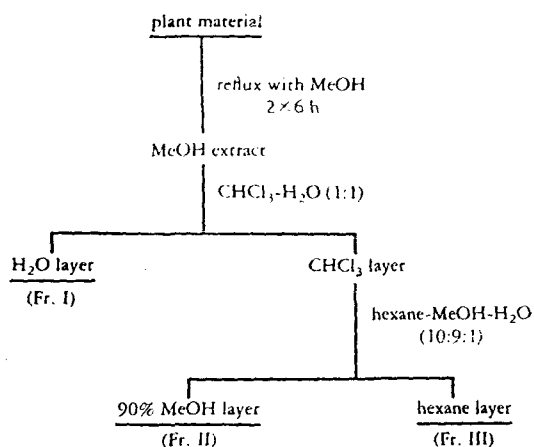 plant material
reflux with MeOH
2×6 h
MeOH extract
CHCl₃-H₂O (1:1)
H₂O layer
(Fr. I)
CHCl₃ layer
hexane-MeOH-H₂O
(10:9:1)
90% MeOH layer
(Fr. II)
hexane layer
(Fr. III)